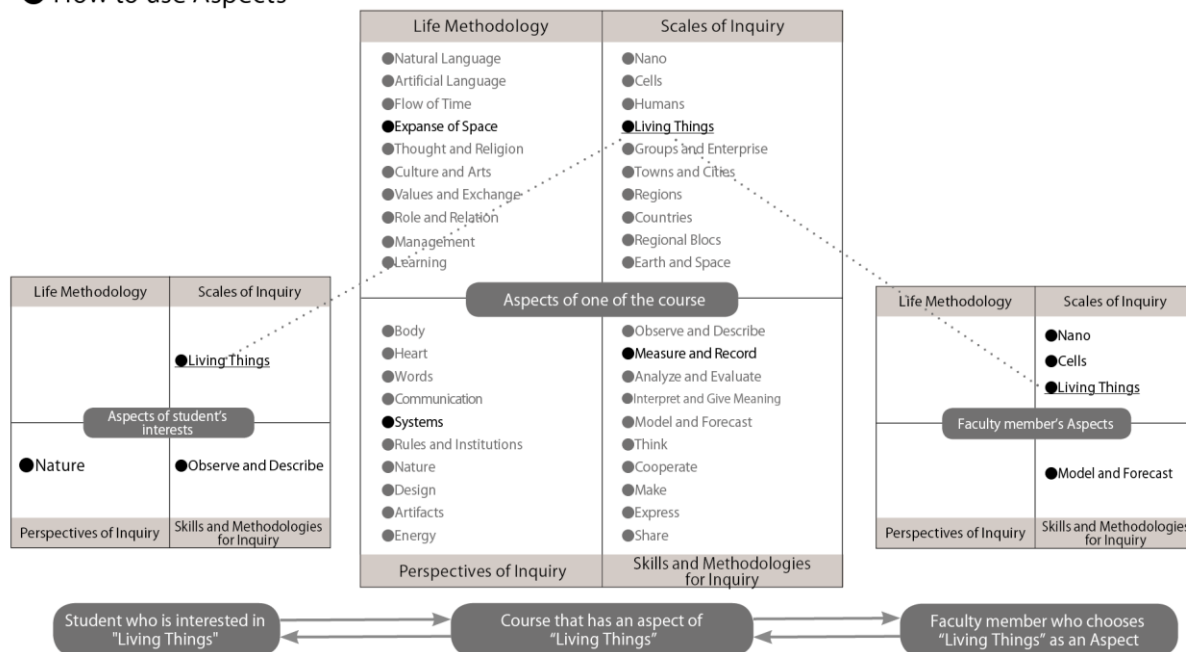 ● How to use Aspects
Life Methodology
Scales of Inquiry
●Natural Language
●Artificial Language
●Flow of Time
●Expanse of Space
●Thought and Religion
●Culture and Arts
●Values and Exchange
●Role and Relation
●Management
●Learning
●Nano
●Cells
●Humans
●Living Things
●Groups and Enterprise
●Towns and Cities
●Regions
●Countries
●Regional Blocs
●Earth and Space
Aspects of one of the course
●Body
●Heart
●Words
●Communication
●Systems
●Rules and Institutions
●Nature
●Design
●Artifacts
●Energy
●Observe and Describe
●Measure and Record
●Analyze and Evaluate
●Interpret and Give Meaning
●Model and Forecast
●Think
●Cooperate
●Make
●Express
●Share
Perspectives of Inquiry
Skills and Methodologies
for Inquiry
Life Methodology
Scales of Inquiry
●Living Things
Aspects of student's
interests
●Nature
●Observe and Describe
Perspectives of Inquiry
Skills and Methodologies
for Inquiry
Life Methodology
Scales of Inquiry
●Nano
●Cells
●Living Things
Faculty member's Aspects
●Model and Forecast
Perspectives of Inquiry
Skills and Methodologies
for Inquiry
Student who is interested in
"Living Things"
Course that has an aspect of
“Living Things”
Faculty member who chooses
“Living Things” as an Aspect